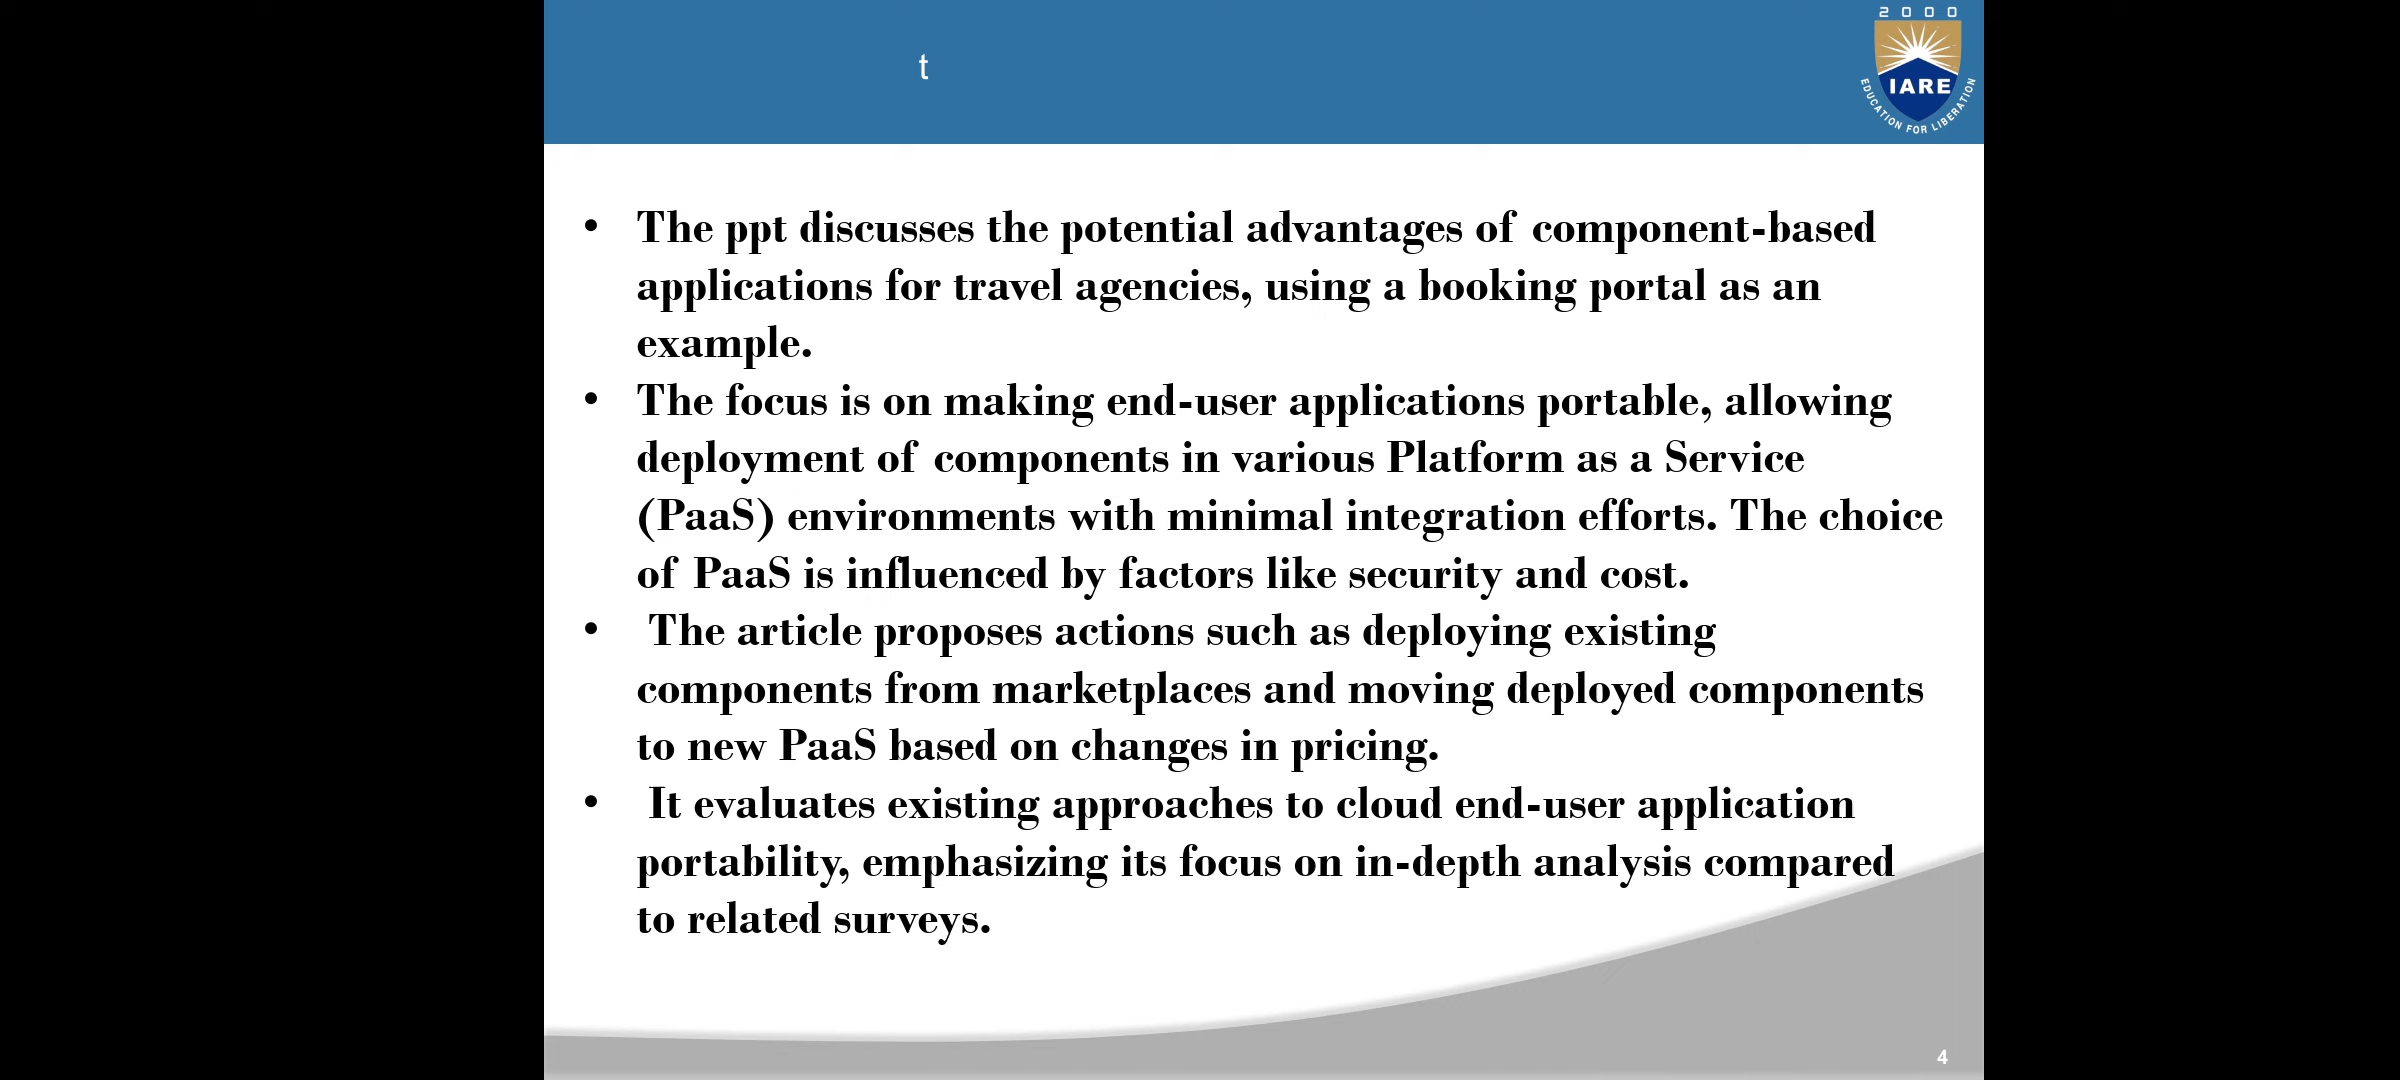 2000
t
IARE
EDUCATION FOR LIBERATION
• The ppt discusses the potential advantages of component-based
applications for travel agencies, using a booking portal as an
example.
• The focus is on making end-user applications portable, allowing
deployment of components in various Platform as a Service
(PaaS) environments with minimal integration efforts. The choice
of PaaS is influenced by factors like security and cost.
• The article proposes actions such as deploying existing
components from marketplaces and moving deployed components
to new PaaS based on changes in pricing.
• It evaluates existing approaches to cloud end-user application
portability, emphasizing its focus on in-depth analysis compared
to related surveys.
4